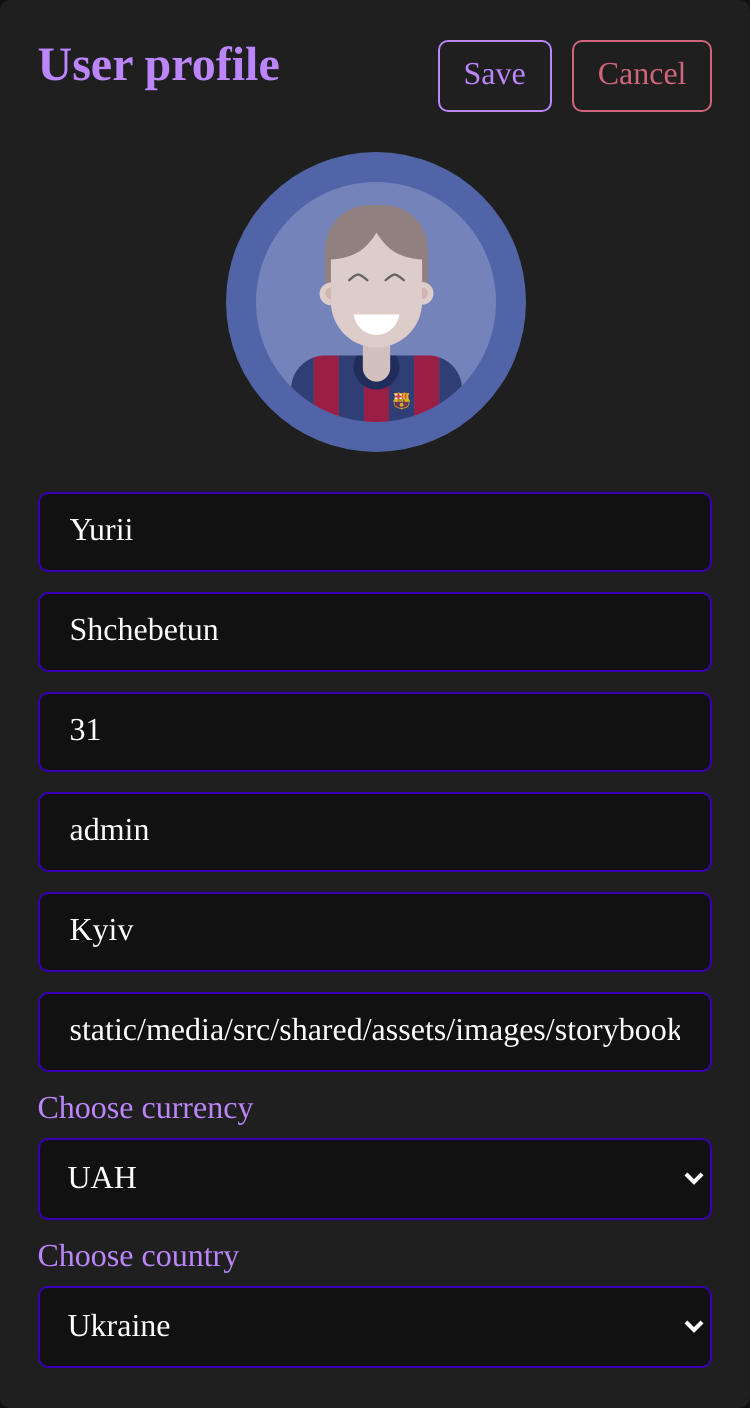 User profile
Save
Cancel
Yurii
Shchebetun
31
admin
Kyiv
static/media/src/shared/assets/images/storybook
Choose currency
UAH
Choose country
Ukraine